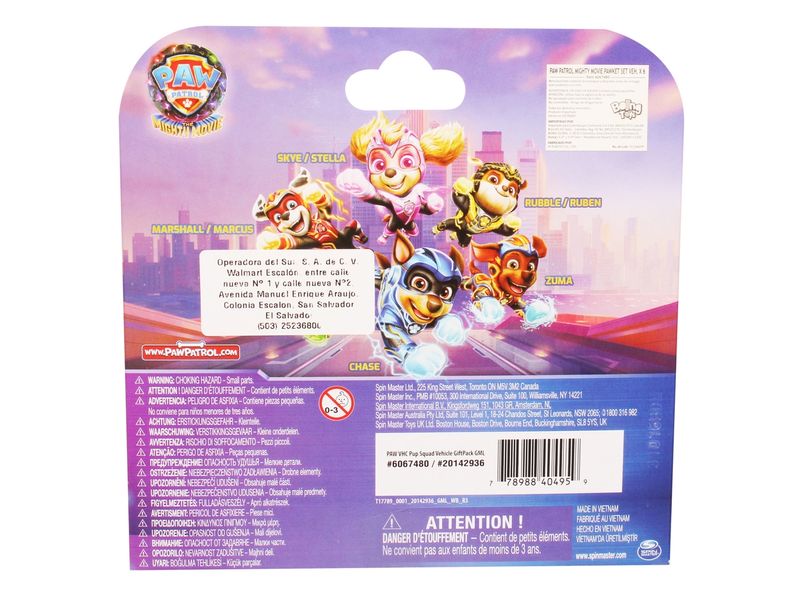 PAW
PATROL
THE
MIGHTY MOVIE
PAW PATROL MIGHTY MOVIE PAWKET SET VEH. X 6
SKYE / STELLA
RUBBLE / RUBEN
MARSHALL / MARCUS
ZUMA
CHASE
Operadora del Sur, S. A. de C. V.
Walmart Escalón, entre calle
nueva Nº 1 y calle nueva Nº2,
Avenida Manuel Enrique Araujo,
Colonia Escalon, San Salvador
El Salvador
(503) 25236800
WWW.PAWPATROL.COM
WARNING: CHOKING HAZARD - Small parts.
ATTENTION ! DANGER D'ÉTOUFFEMENT – Contient de petits éléments.
ADVERTENCIA: PELIGRO DE ASFIXIA – Contiene piezas pequeñas.
No conviene para niños menores de tres años.
ACHTUNG: ERSTICKUNGSGEFAHR – Kleinteile.
WAARSCHUWING: VERSTIKKINGSGEVAAR – Kleine onderdelen.
AVVERTENZA: RISCHIO DI SOFFOCAMENTO – Pezzi piccoli.
ATENÇÃO: PERIGO DE ASFIXIA – Peças pequenas.
ПРЕДУПРЕЖДЕНИЕ! ОПАСНОСТЬ УДУШЬЯ – Мелкие детали.
OSTRZEŻENIE: NIEBEZPIECZEŃSTWO ZADŁAWIENIA – Drobne elementy.
UPOZORNĚNÍ: NEBEZPEČÍ UDUŠENÍ – Obsahuje malé části.
UPOZORNENIE: NEBEZPEČENSTVO UDUSENIA – Obsahuje malé predmety.
FIGYELMEZTETÉS: FULLADÁSVESZÉLY – Apró alkatrészek.
AVERTISMENT: PERICOL DE ASFIXIERE – Piese mici.
ΠΡΟΕΙΔΟΠΟΙΗΣΗ: ΚΙΝΔΥΝΟΣ ΠΝΙΓΜΟΥ – Μικρά μέρη.
UPOZORENJE: OPASNOST OD GUŠENJA – Mali dijelovi.
ВНИМАНИЕ: ОПАСНОСТ ОТ ЗАДАВЯНЕ – Малки части.
OPOZORILO: NEVARNOST ZADUŠITVE – Majhni deli.
UYARI: BOĞULMA TEHLİKESİ – Küçük parçalar.
0-3
Spin Master Ltd., 225 King Street West, Toronto ON M5V 3M2 Canada
Spin Master Inc., PMB #10053, 300 International Drive, Suite 100, Williamsville, NY 14221
Spin Master International B.V., Kingsfordweg 151, 1043 GR, Amsterdam, NL
Spin Master Australia Pty Ltd, Suite 101, Level 1, 18-24 Chandos Street, St Leonards, NSW 2065; 01800 316 982
Spin Master Toys UK Ltd. Boston House, Boston Drive, Bourne End, Buckinghamshire, SL8 5YS, UK
PAW VHC Pup Squad Vehicle GiftPack GML
#6067480 / #20142936
7 78988 40495 9
T17789_0001_20142936_GML_WB_R3
ATTENTION !
DANGER D'ÉTOUFFEMENT – Contient de petits éléments.
Ne convient pas aux enfants de moins de 3 ans.
MADE IN VIETNAM
FABRIQUÉ AU VIETNAM
HECHO EN VIETNAM
VIETNAM'DA ÜRETİLMİŞTİR
www.spinmaster.com